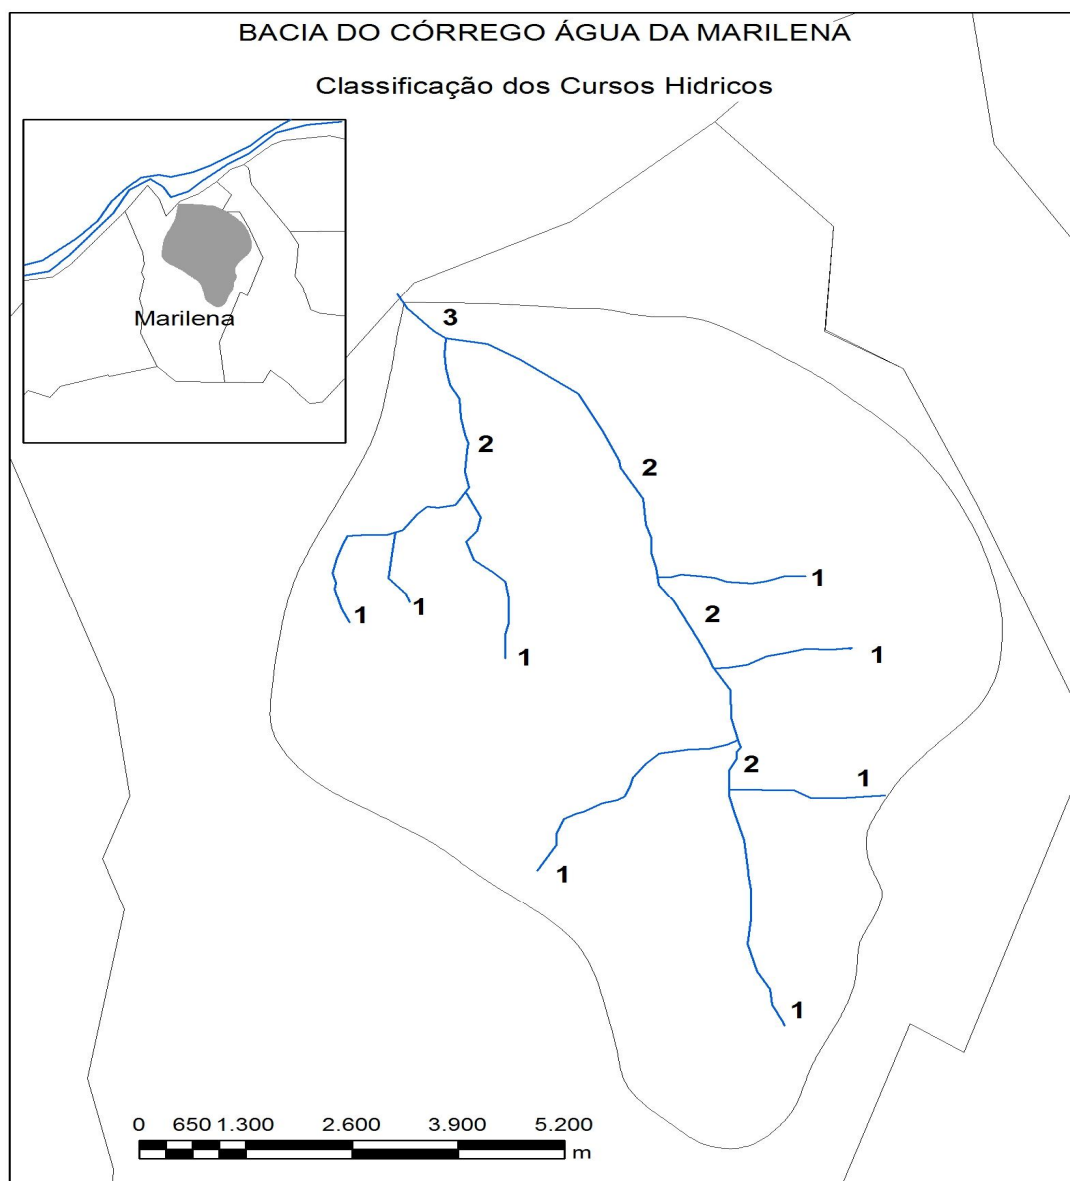 BACIA DO CÓRREGO ÁGUA DA MARILENA
Classificação dos Cursos Hidricos
Marilena
3
2
2
1
1
1
1
2
1
2
1
1
1
0 650 1.300 2.600 3.900 5.200
m